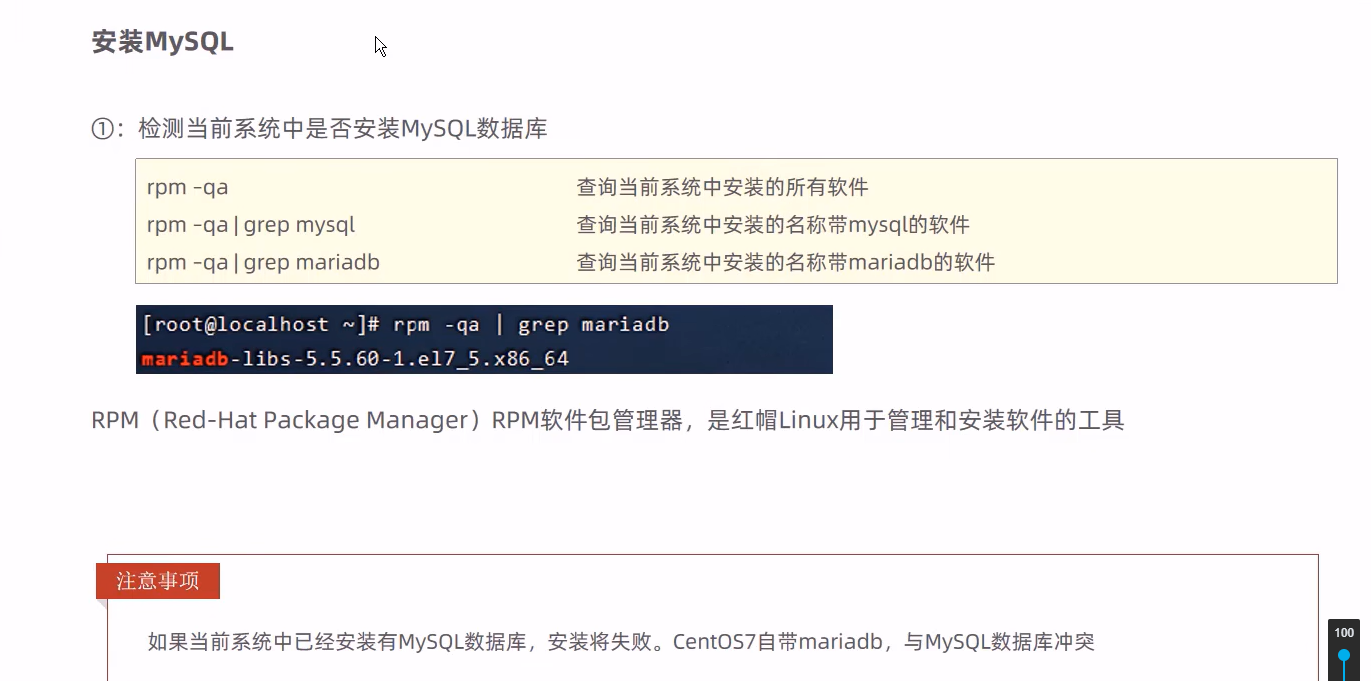 安装MySQL
①：检测当前系统中是否安装MySQL数据库
rpm -qa 查询当前系统中安装的所有软件
rpm -qa | grep mysql 查询当前系统中安装的名称带mysql的软件
rpm -qa | grep mariadb 查询当前系统中安装的名称带mariadb的软件
[root@localhost ~]# rpm -qa | grep mariadb
mariadb-libs-5.5.60-1.el7_5.x86_64
RPM（Red-Hat Package Manager）RPM软件包管理器，是红帽Linux用于管理和安装软件的工具
注意事项
如果当前系统中已经安装有MySQL数据库，安装将失败。CentOS7自带mariadb，与MySQL数据库冲突
100